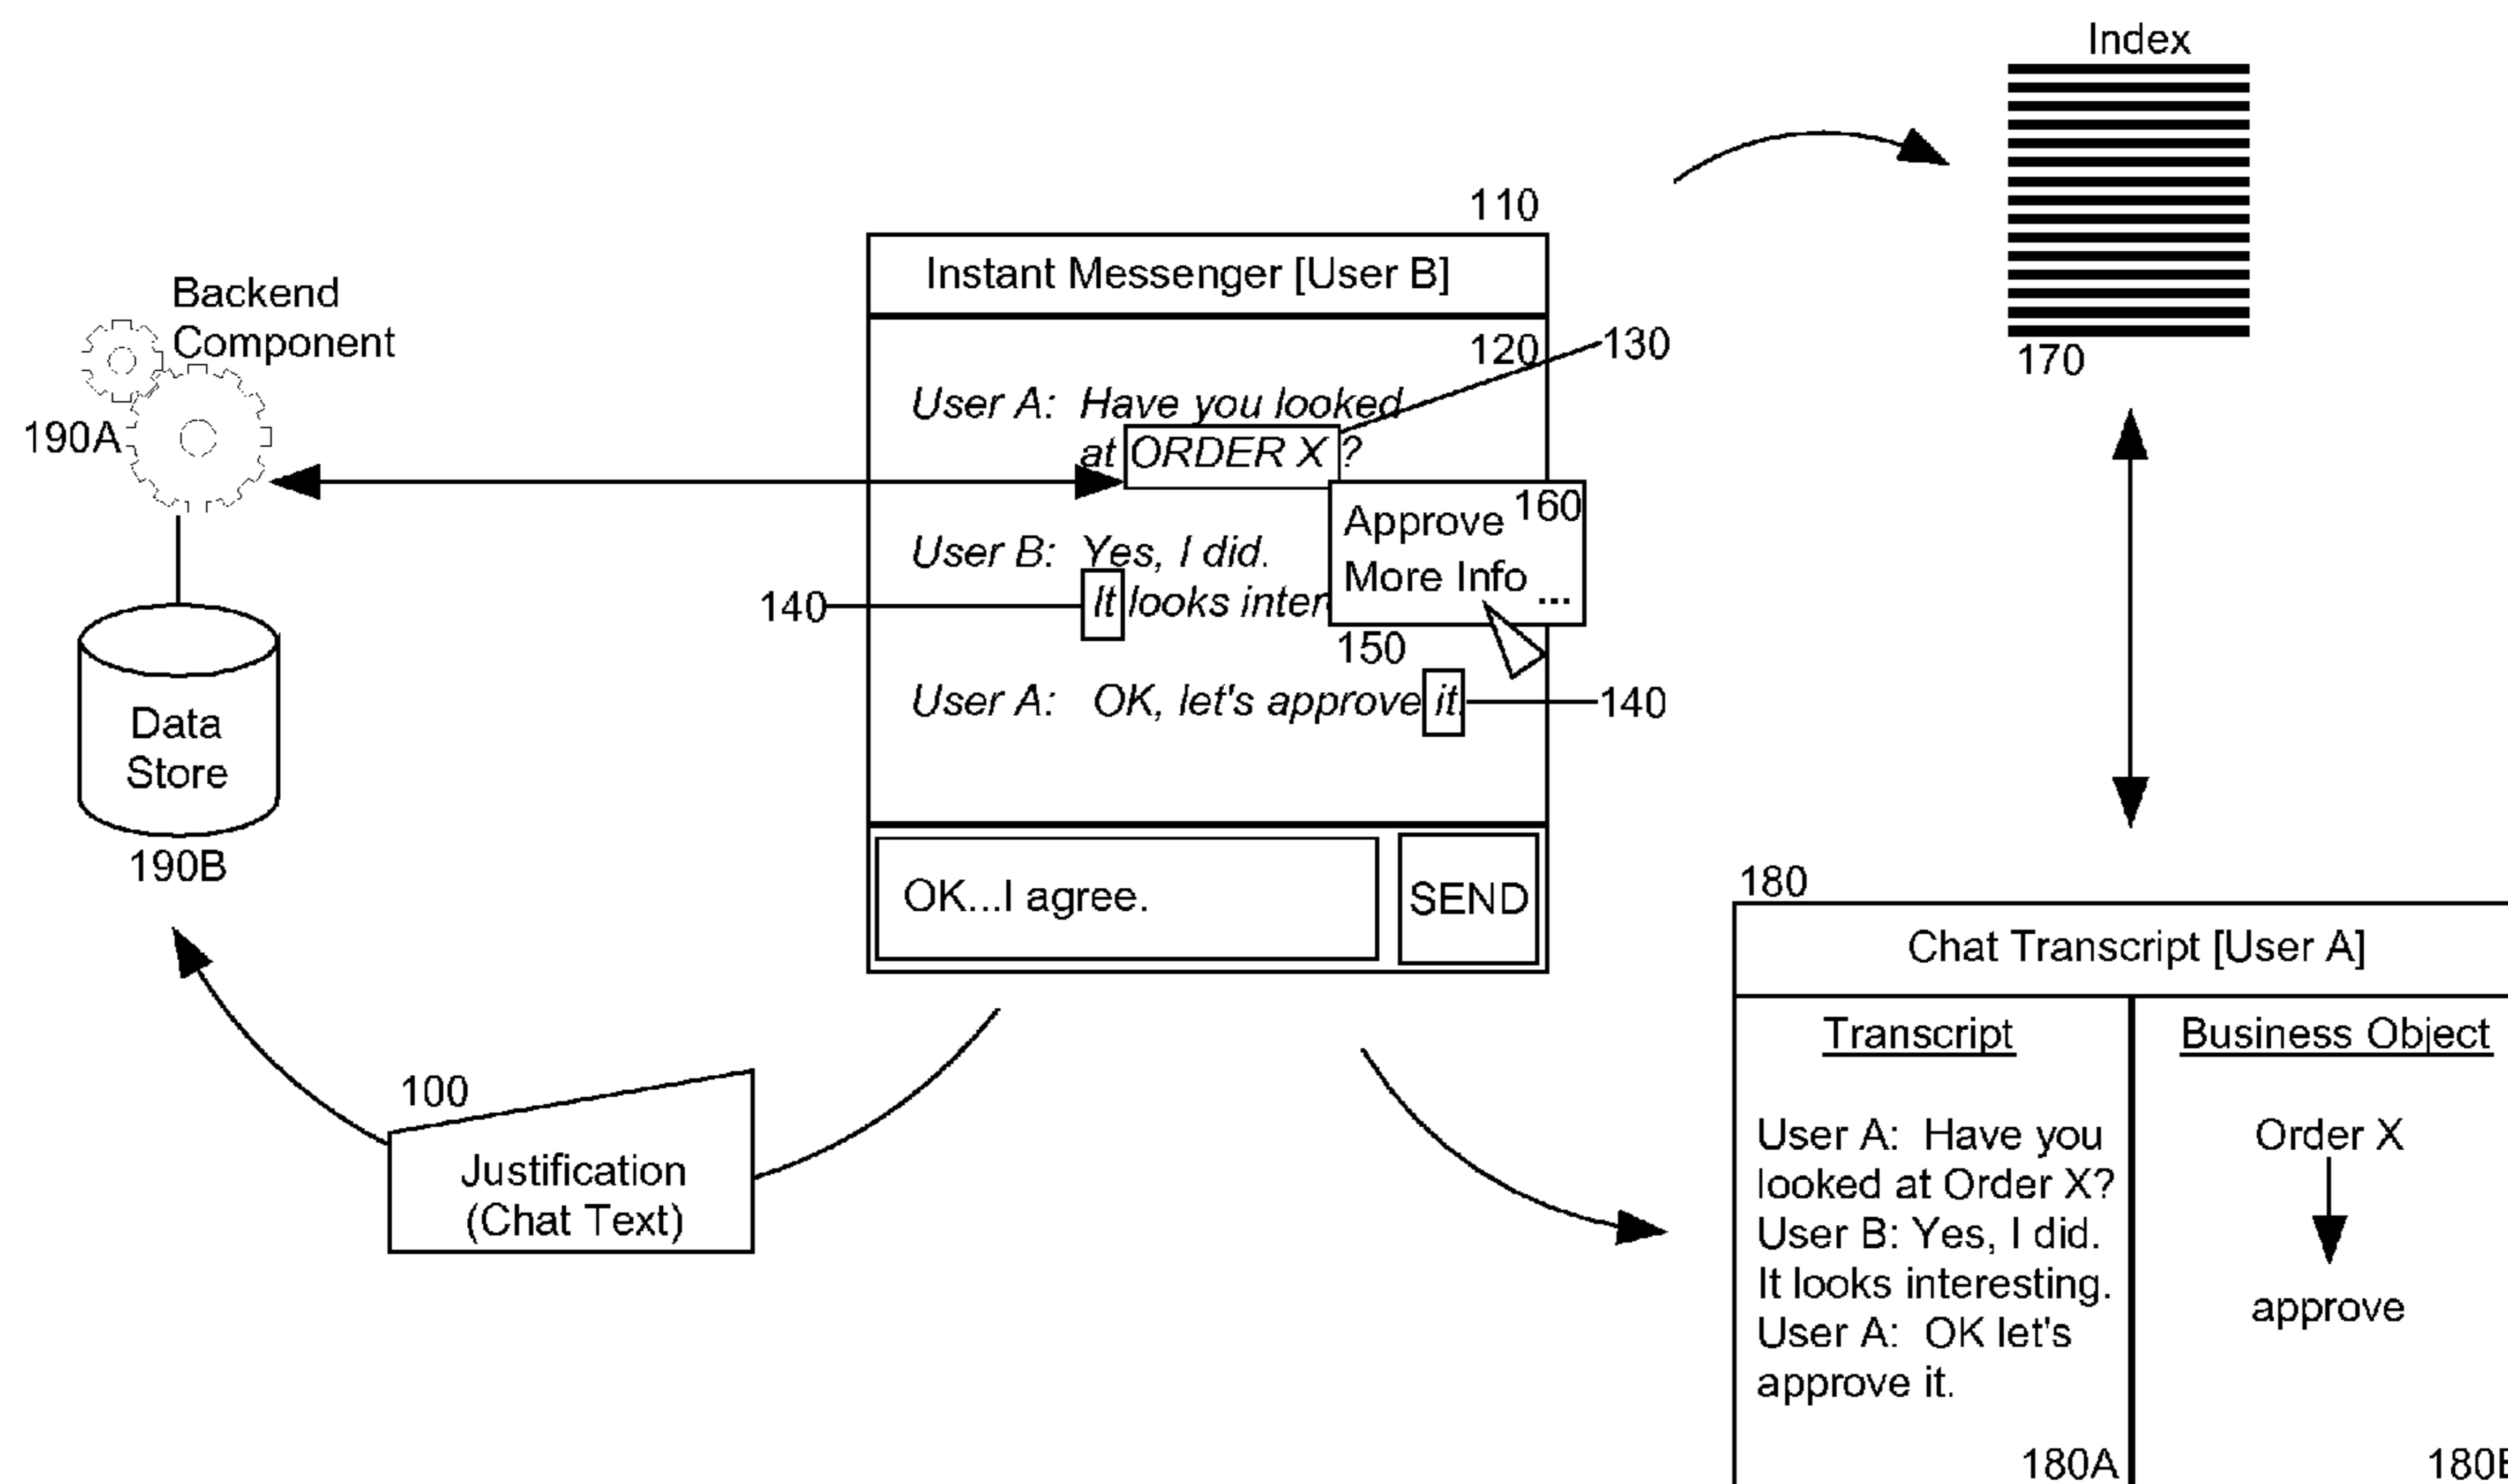 Index
170
110
Instant Messenger [User B]
120
130
User A: Have you looked
at ORDER X ?
160
Approve
More Info
...
User B: Yes, I did.
It looks inter
140
150
User A: OK, let's approve it.
140
OK...I agree.
SEND
Backend
Component
190A
Data
Store
190B
100
Justification
(Chat Text)
180
Chat Transcript [User A]
Transcript
User A: Have you
looked at Order X?
User B: Yes, I did.
It looks interesting.
User A: OK let's
approve it.
180A
Business Object
Order X
approve
180B